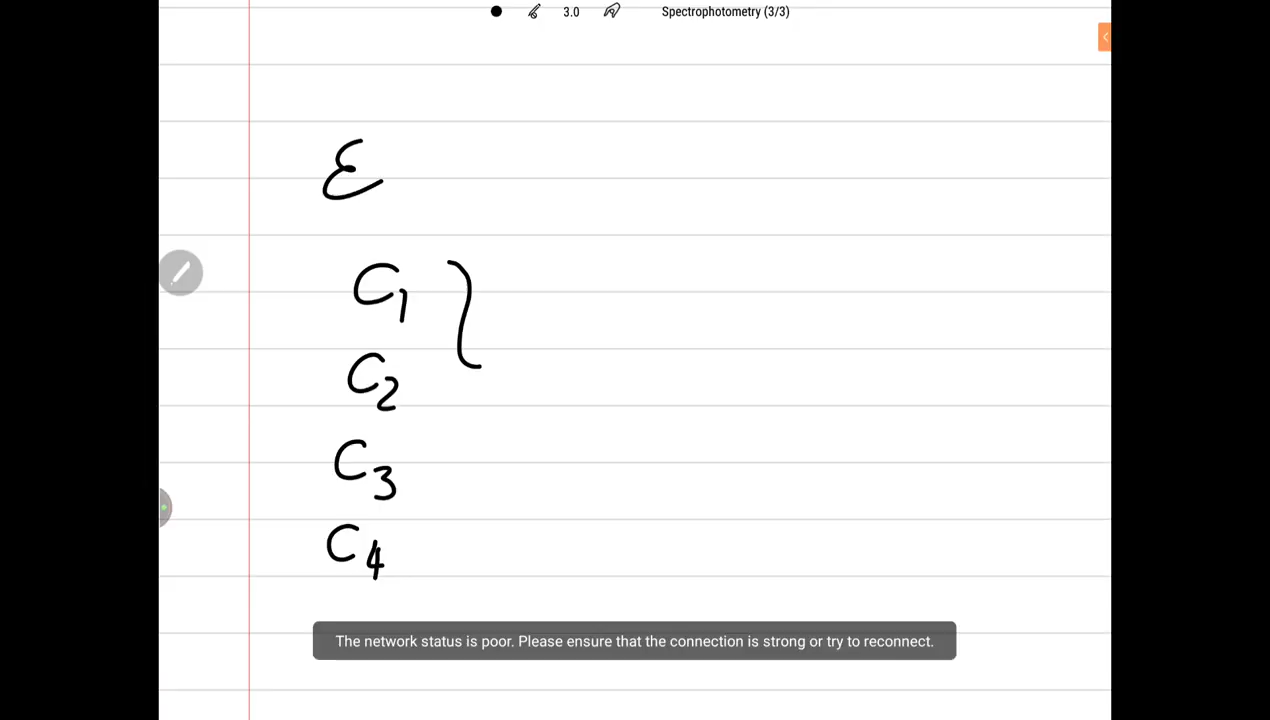 3.0 Spectrophotometry (3/3)
ε
C1
C2
C3
C4
The network status is poor. Please ensure that the connection is strong or try to reconnect.